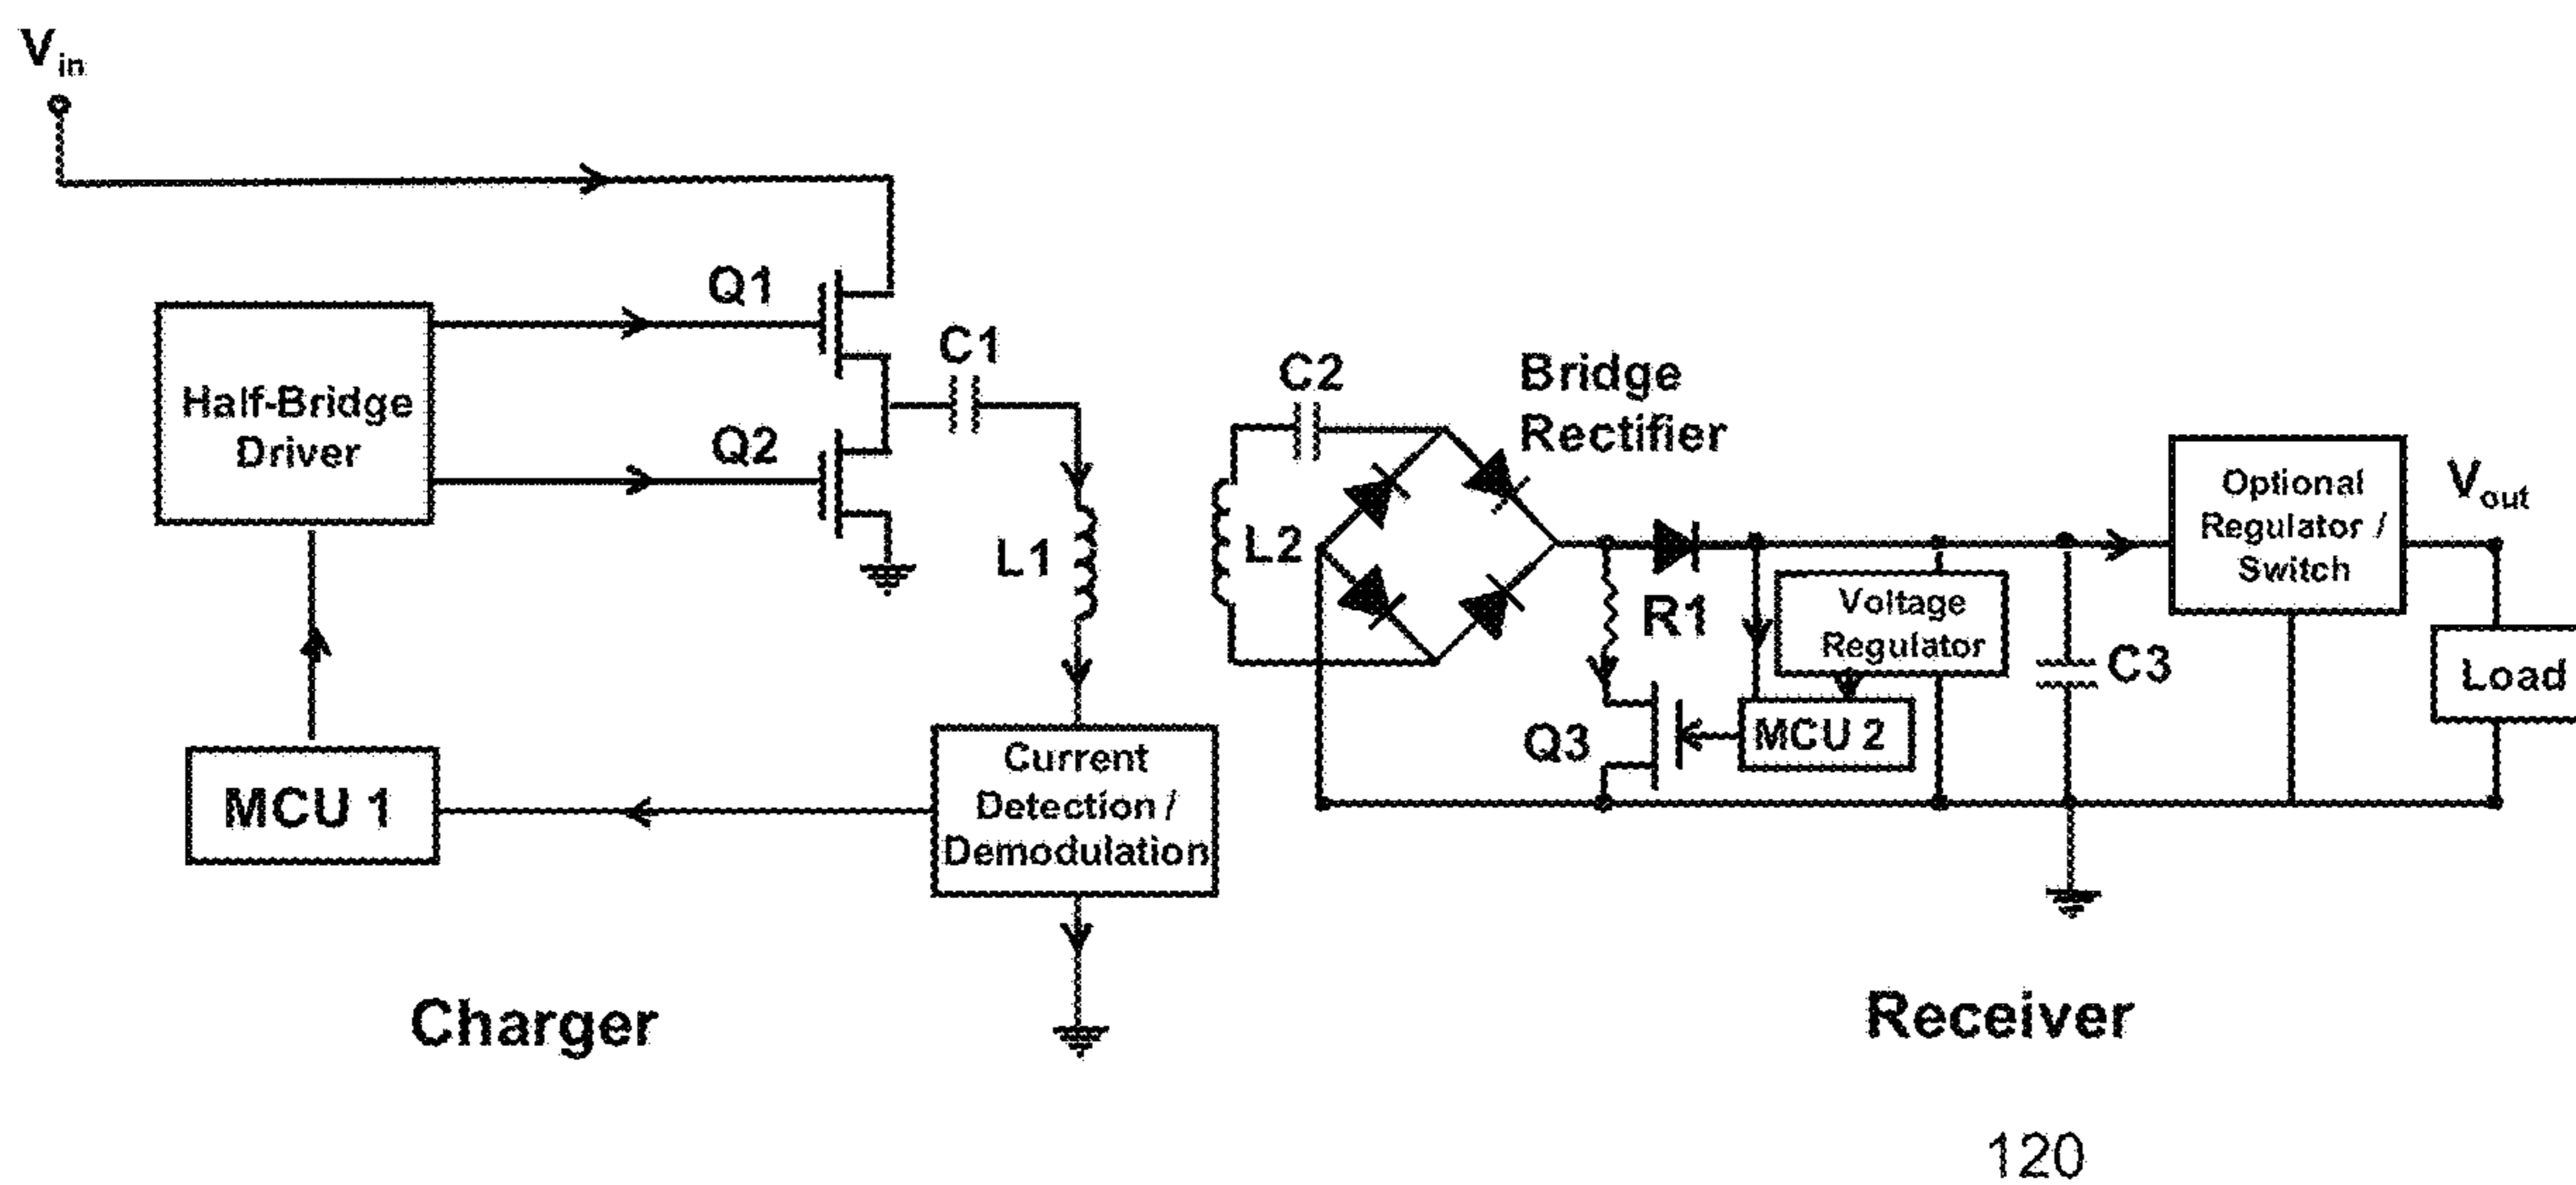 Vin
Q1
Half-Bridge
Driver
Q2
C1
L1
MCU 1
Current
Detection /
Demodulation
Charger
C2
Bridge
Rectifier
L2
R1
Voltage
Regulator
Q3
MCU 2
C3
Optional
Regulator /
Switch
Vout
Load
Receiver
120